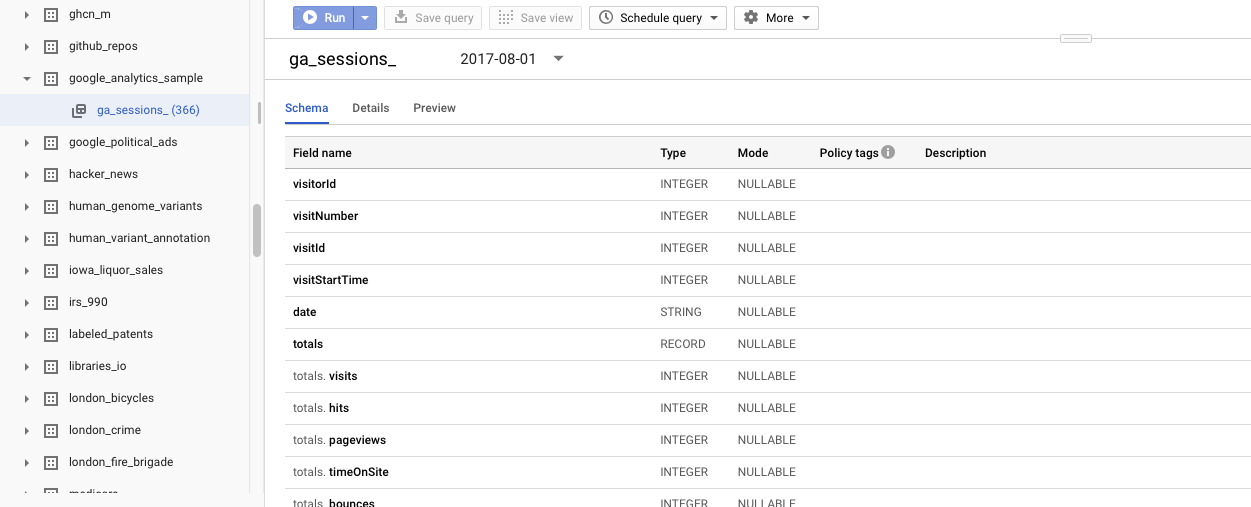 ghcn_m
github_repos
google_analytics_sample
ga_sessions_ (366)
google_political_ads
hacker_news
human_genome_variants
human_variant_annotation
iowa_liquor_sales
irs_990
labeled_patents
libraries_io
london_bicycles
london_crime
london_fire_brigade
Run Save query Save view Schedule query More
ga_sessions_ 2017-08-01
Schema Details Preview
Field name Type Mode Policy tags Description
visitorId INTEGER NULLABLE
visitNumber INTEGER NULLABLE
visitId INTEGER NULLABLE
visitStartTime INTEGER NULLABLE
date STRING NULLABLE
totals RECORD NULLABLE
totals. visits INTEGER NULLABLE
totals. hits INTEGER NULLABLE
totals. pageviews INTEGER NULLABLE
totals. timeOnSite INTEGER NULLABLE
totals. bounces INTEGER NULLABLE